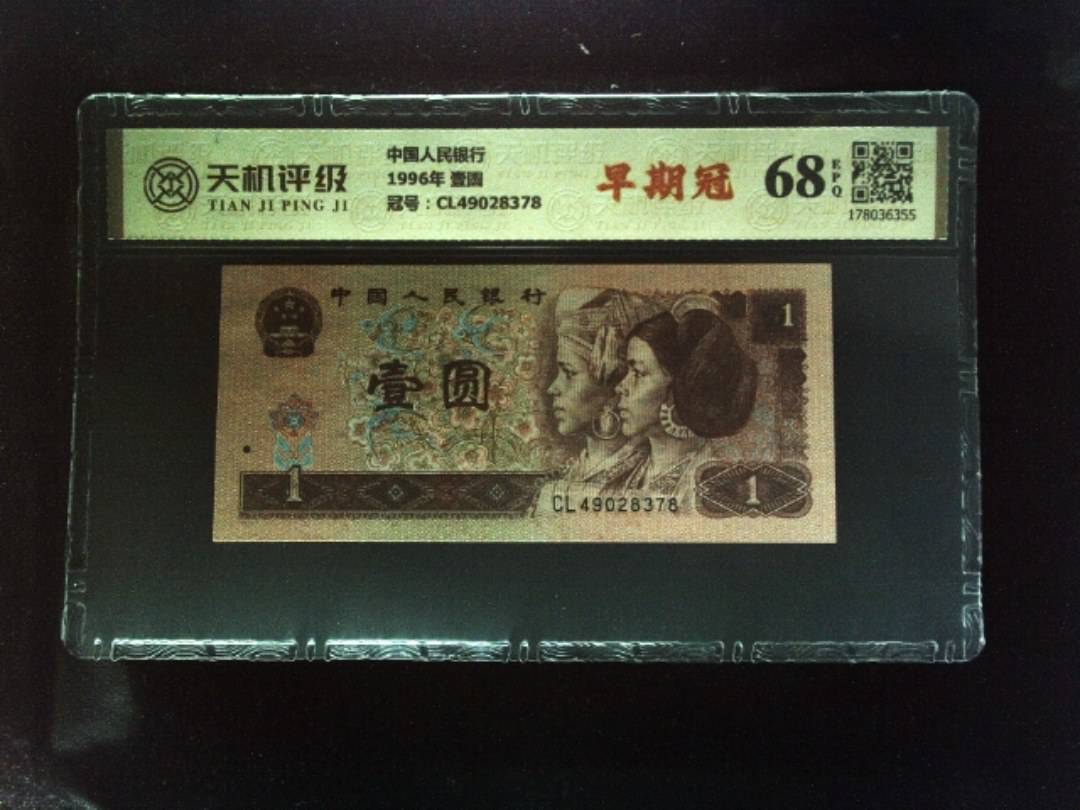 天机评级
TIAN JI PING JI
中国人民银行
1996年 壹圆
冠号：CL49028378
早期冠
68
EPQ
178036355
中国人民银行
1
壹圆
1
CL49028378
1